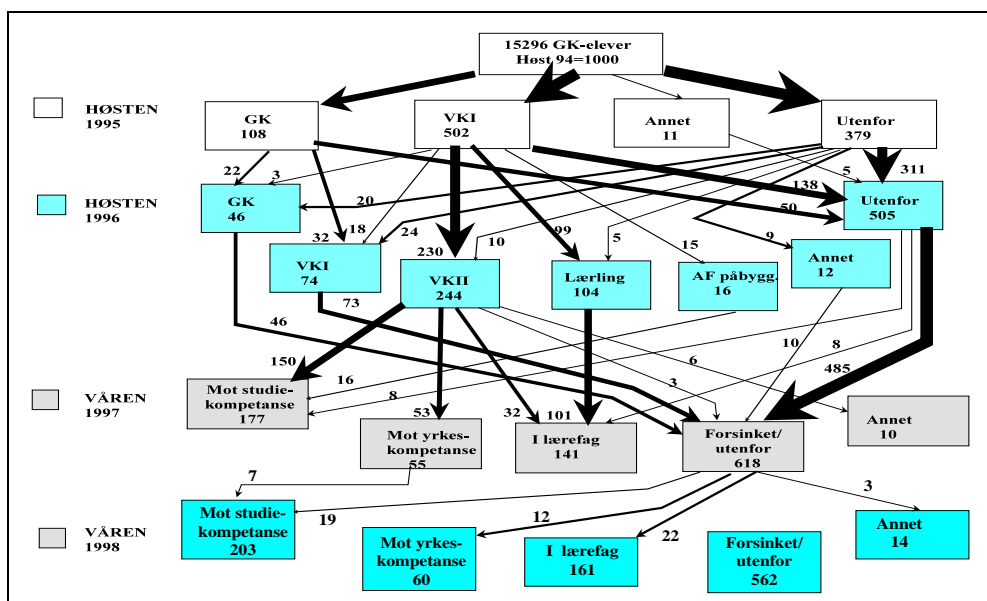 15296 GK-elever
Høst 94=1000
HØSTEN
1995
GK
108
VKI
502
Annet
11
Utenfor
379
22
3
5
311
138
HØSTEN
1996
GK
46
20
50
Utenfor
505
32
18
24
230
10
99
5
15
9
VKI
74
VKII
244
Lærling
104
AF påbygg.
16
Annet
12
73
46
10
8
6
485
150
16
8
3
VÅREN
1997
Mot studie-
kompetanse
177
53
Mot yrkes-
kompetanse
55
32
101
I lærefag
141
Forsinket/
utenfor
618
Annet
10
7
19
12
22
3
VÅREN
1998
Mot studie-
kompetanse
203
Mot yrkes-
kompetanse
60
I lærefag
161
Forsinket/
utenfor
562
Annet
14